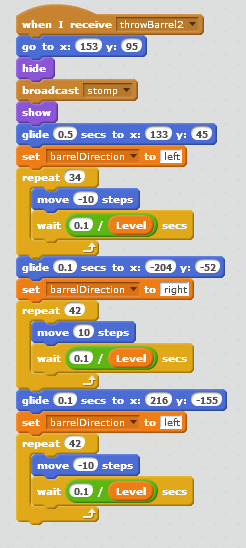 when I receive throwBarrel2
go to x: 153 y: 95
hide
broadcast stomp
show
glide 0.5 secs to x: 133 y: 45
set barrelDirection to left
repeat 34
move -10 steps
wait 0.1 / Level secs
glide 0.1 secs to x: -204 y: -52
set barrelDirection to right
repeat 42
move 10 steps
wait 0.1 / Level secs
glide 0.1 secs to x: 216 y: -155
set barrelDirection to left
repeat 42
move -10 steps
wait 0.1 / Level secs